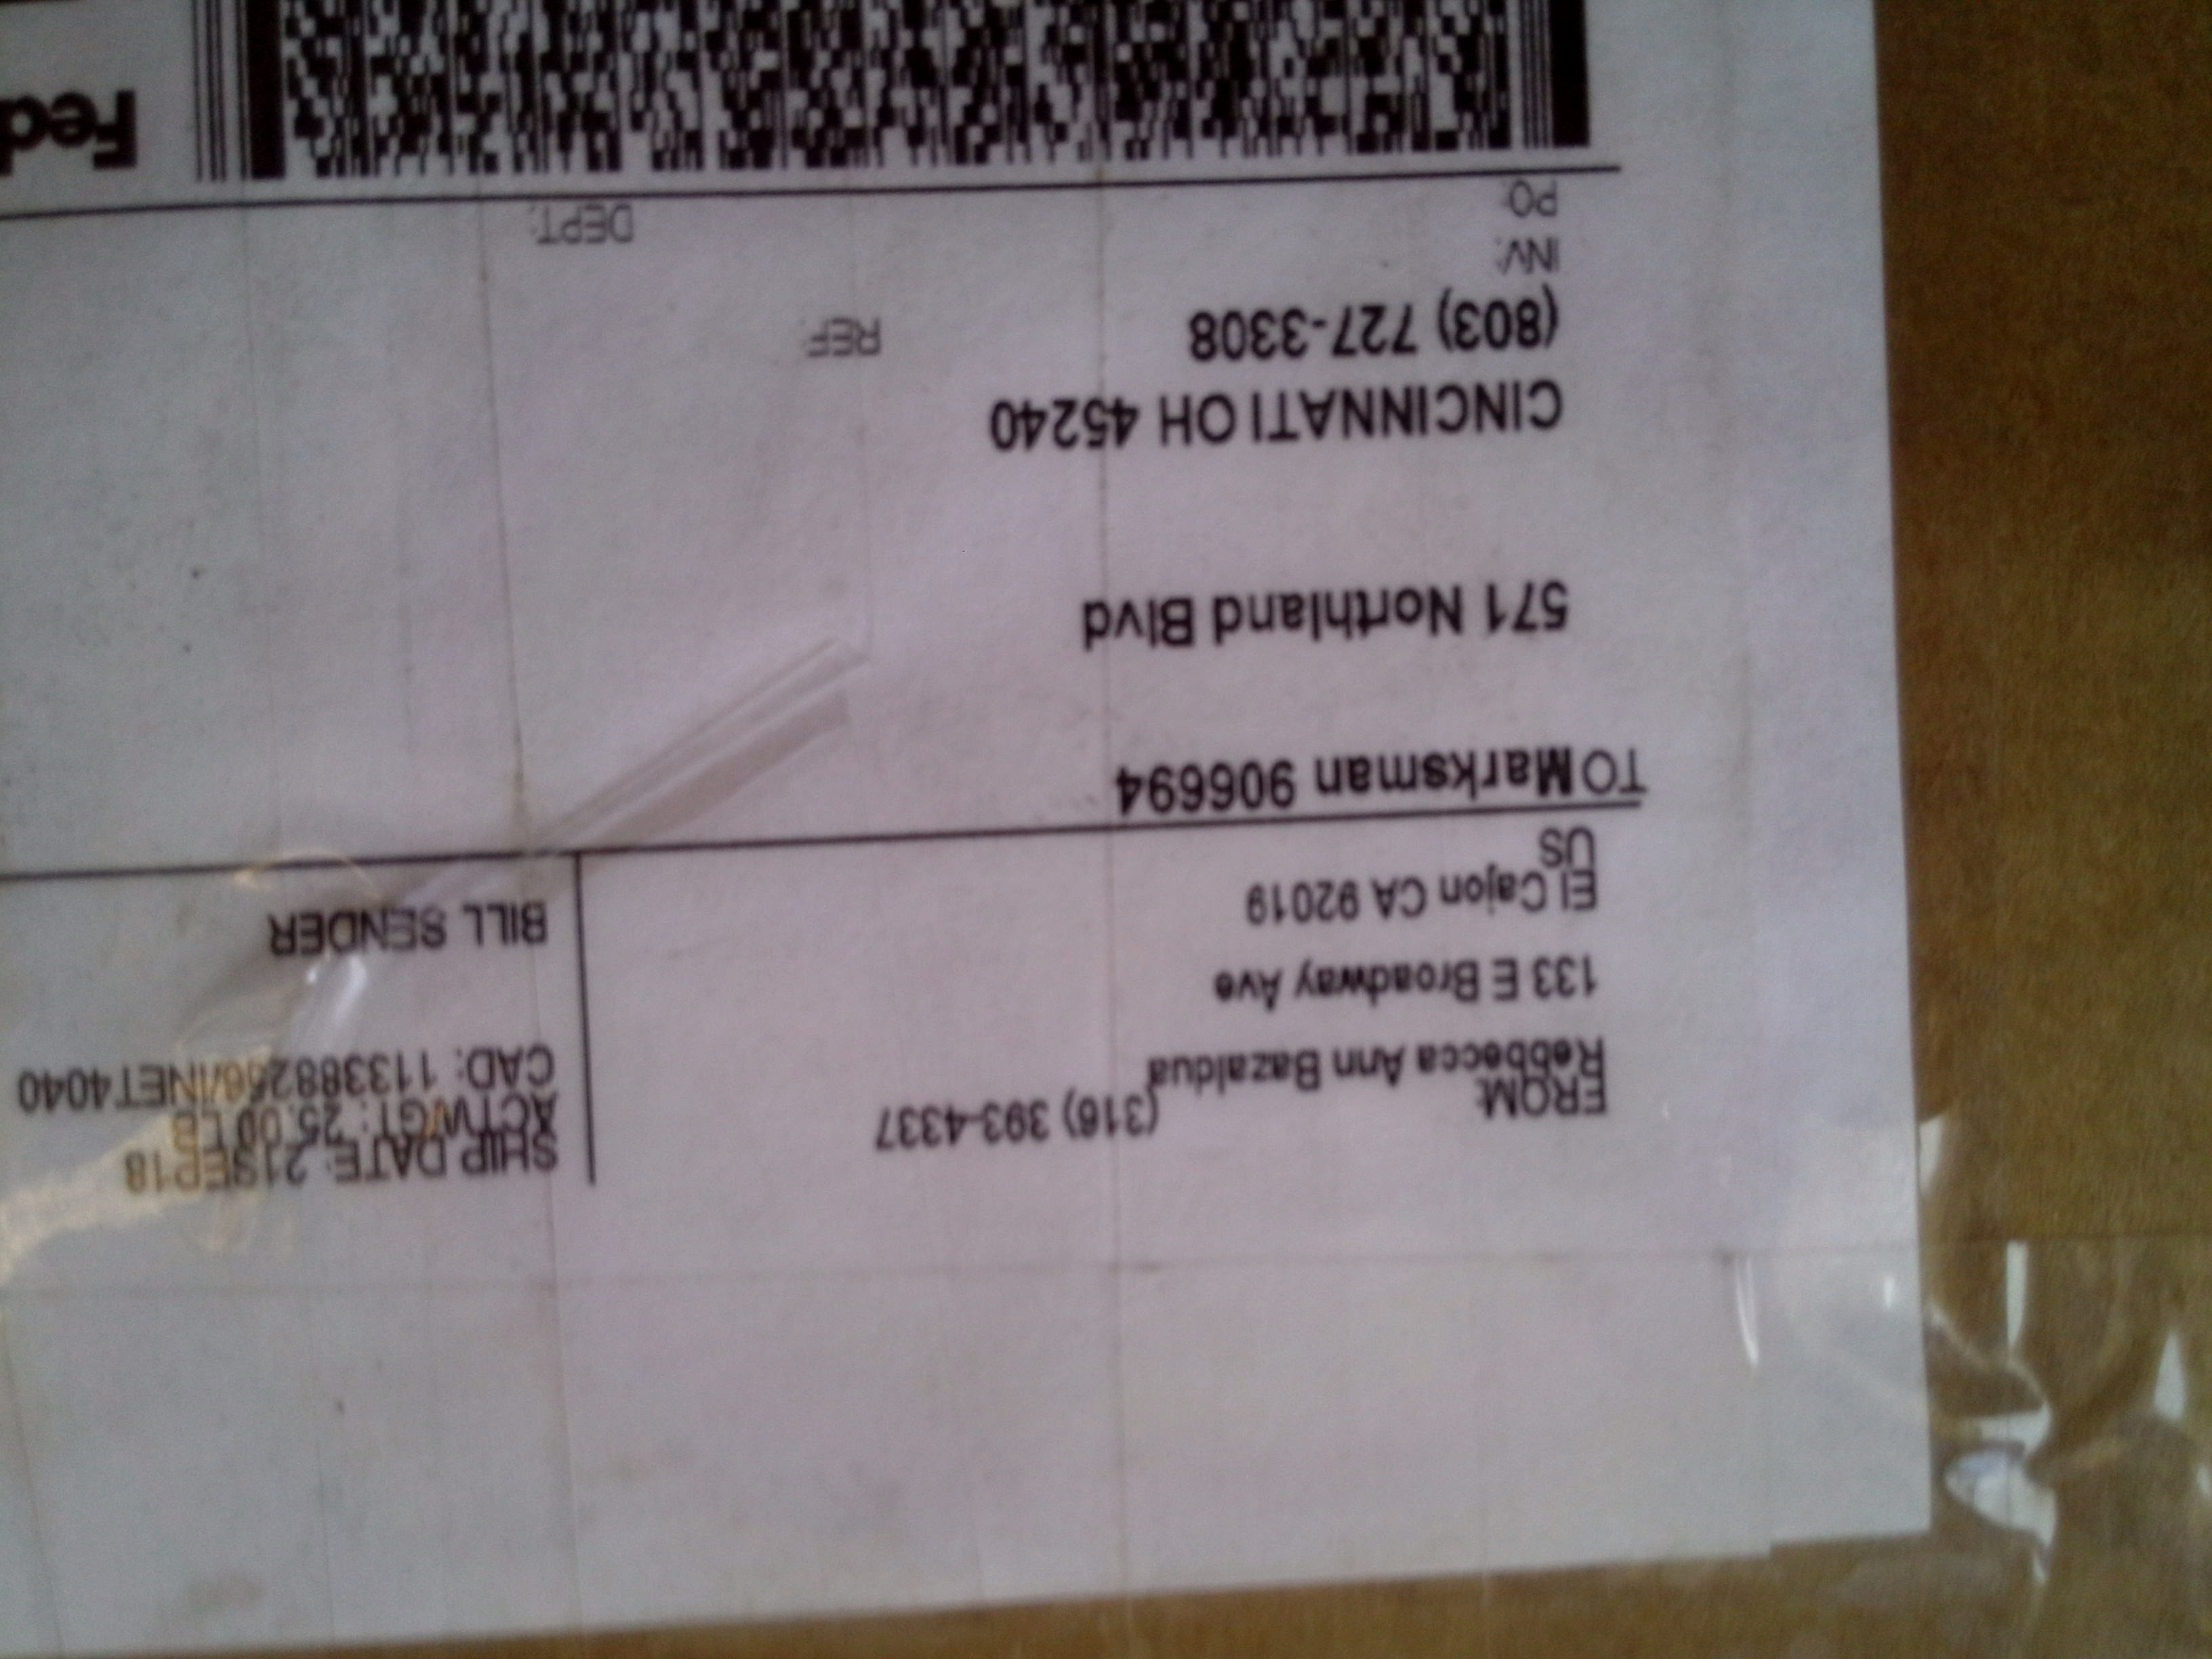 FROM: (316) 393-4337
Rebbecca Ann Bazaldua
133 E Broadway Ave
El Cajon CA 92019
US
SHIP DATE: 21SEP18
ACTWGT: 25.00 LB
CAD: 113388256/INET4040
BILL SENDER
TO Marksman 906694
571 Northland Blvd
CINCINNATI OH 45240
(803) 727-3308
REF:
INV:
PO:
DEPT:
Fed